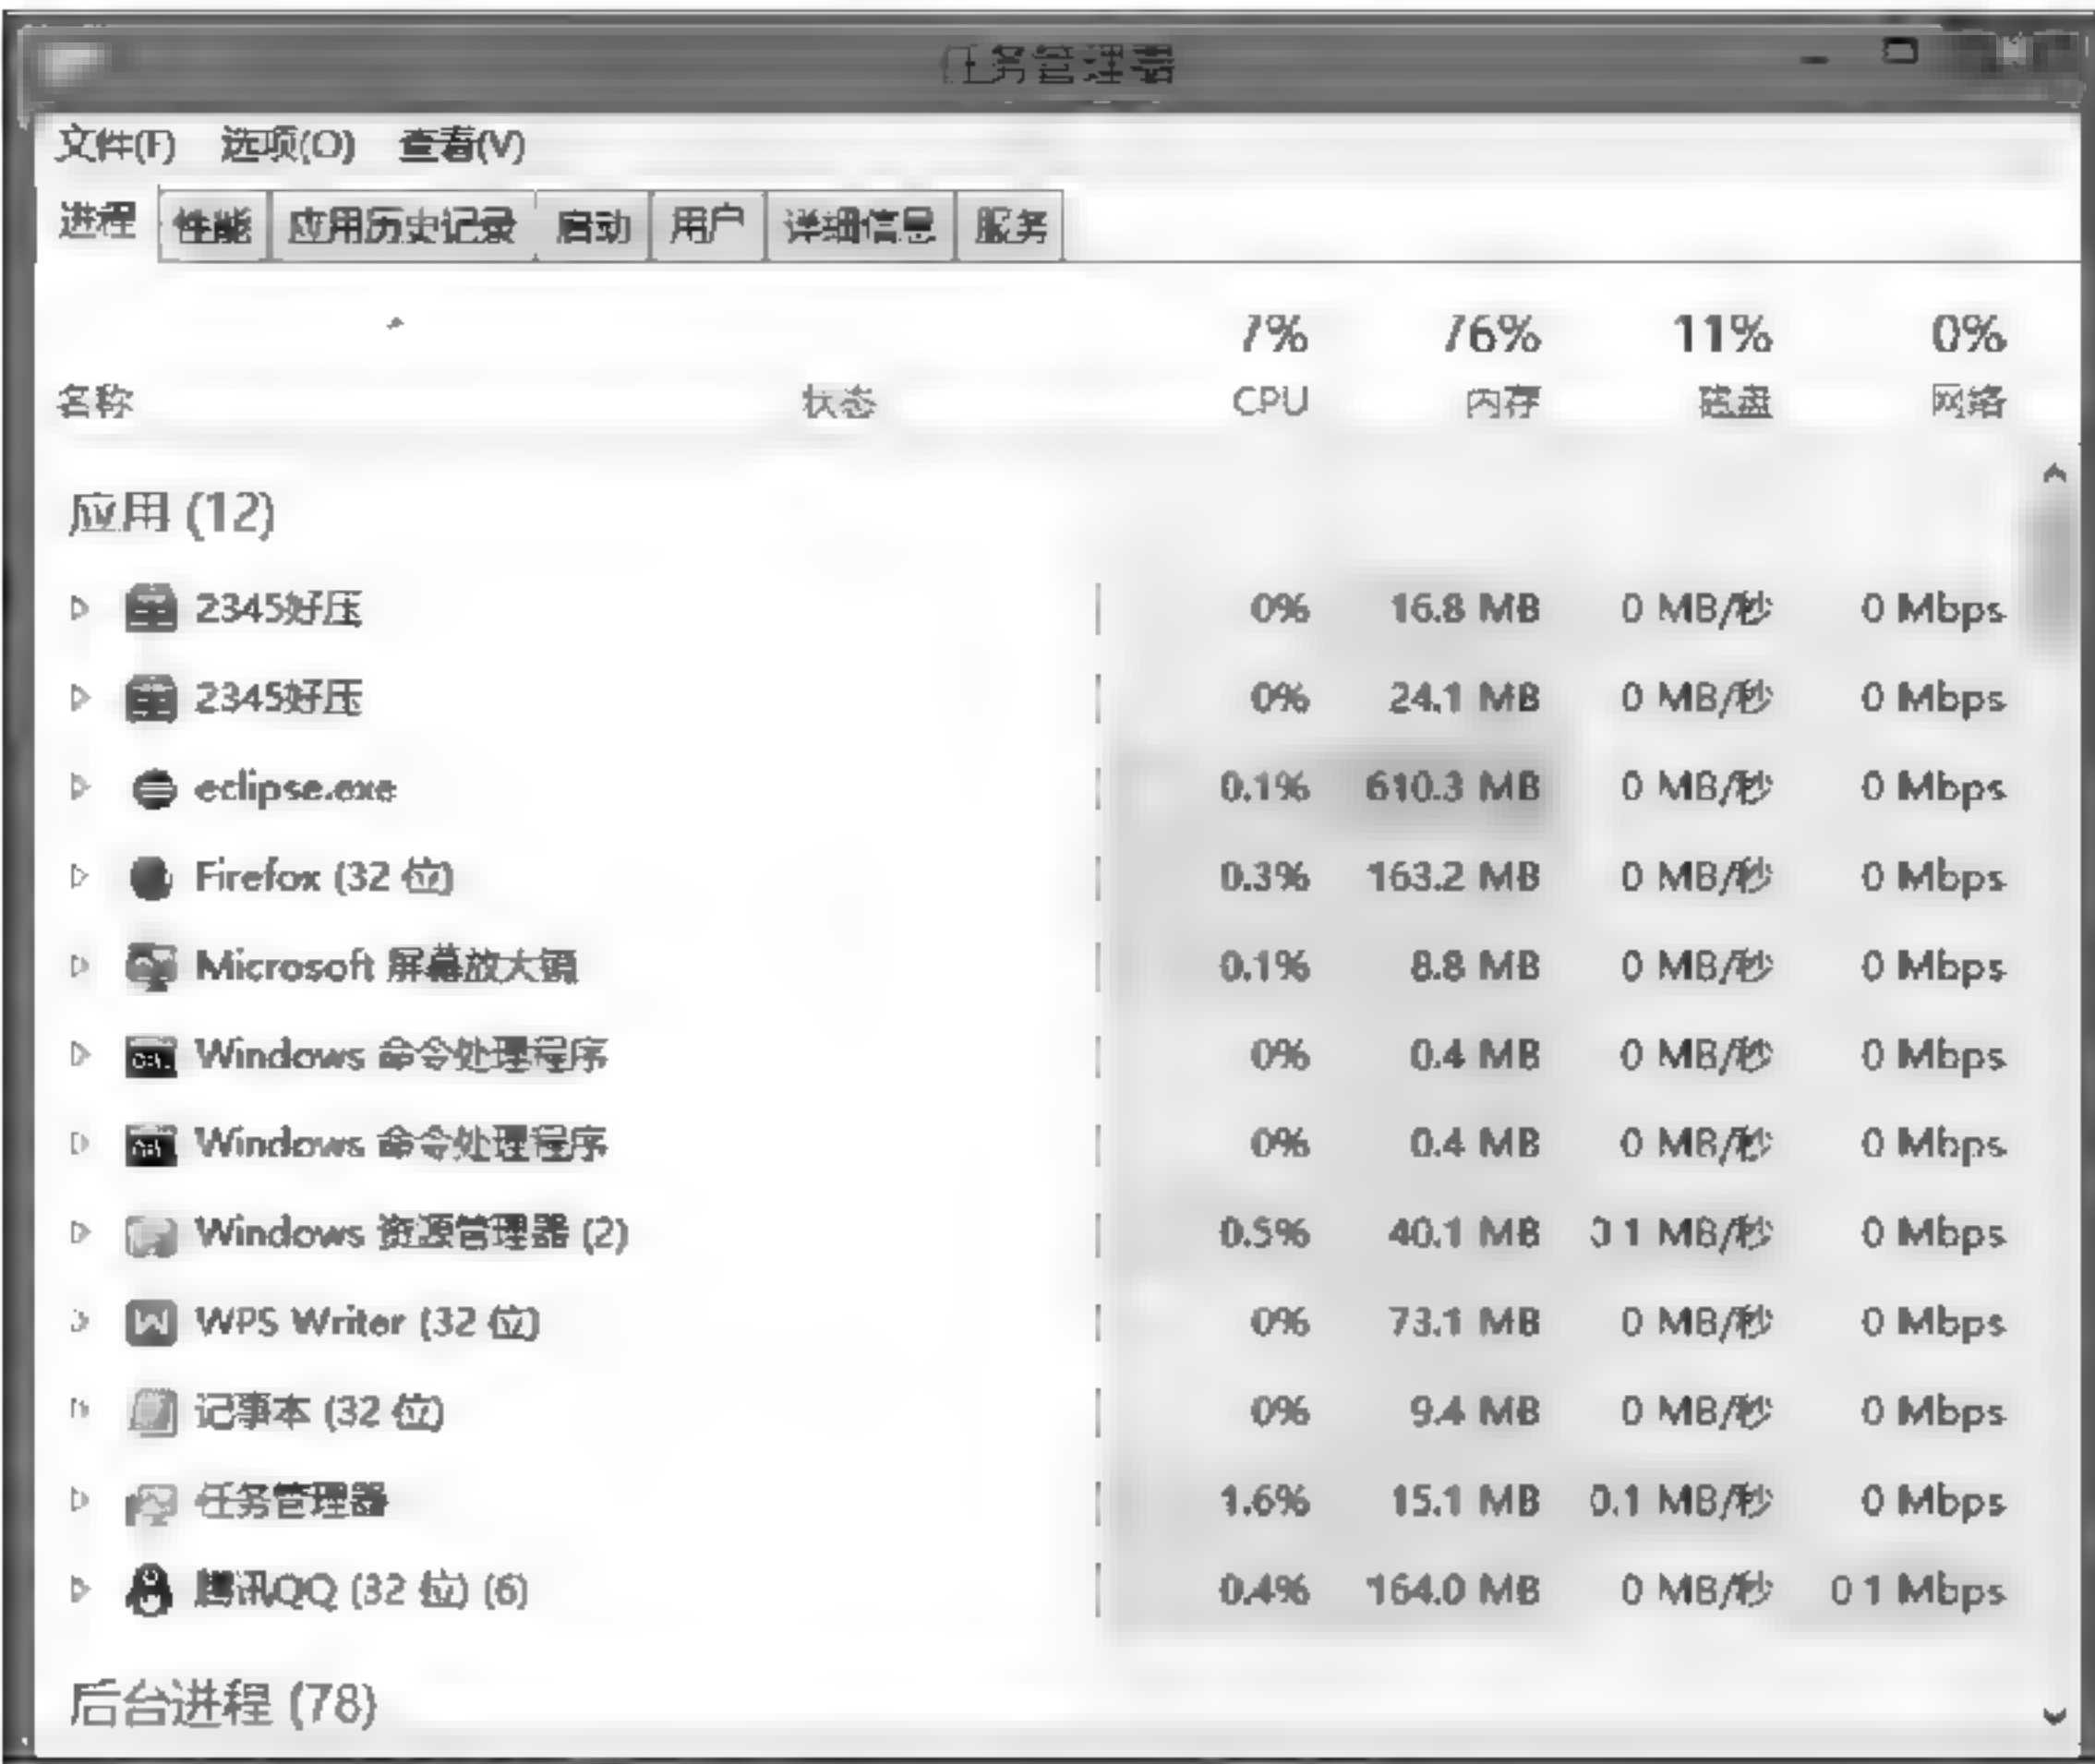 任务管理器
文件(F) 选项(O) 查看(V)
进程 性能 应用历史记录 启动 用户 详细信息 服务
7% 76% 11% 0%
名称 状态 CPU 内存 磁盘 网络
应用 (12)
2345好压 0% 16.8 MB 0 MB/秒 0 Mbps
2345好压 0% 24.1 MB 0 MB/秒 0 Mbps
eclipse.exe 0.1% 610.3 MB 0 MB/秒 0 Mbps
Firefox (32 位) 0.3% 163.2 MB 0 MB/秒 0 Mbps
Microsoft 屏幕放大镜 0.1% 8.8 MB 0 MB/秒 0 Mbps
Windows 命令处理程序 0% 0.4 MB 0 MB/秒 0 Mbps
Windows 命令处理程序 0% 0.4 MB 0 MB/秒 0 Mbps
Windows 资源管理器 (2) 0.5% 40.1 MB 0.1 MB/秒 0 Mbps
WPS Writer (32 位) 0% 73.1 MB 0 MB/秒 0 Mbps
记事本 (32 位) 0% 9.4 MB 0 MB/秒 0 Mbps
任务管理器 1.6% 15.1 MB 0.1 MB/秒 0 Mbps
腾讯QQ (32 位) (6) 0.4% 164.0 MB 0 MB/秒 0.1 Mbps
后台进程 (78)